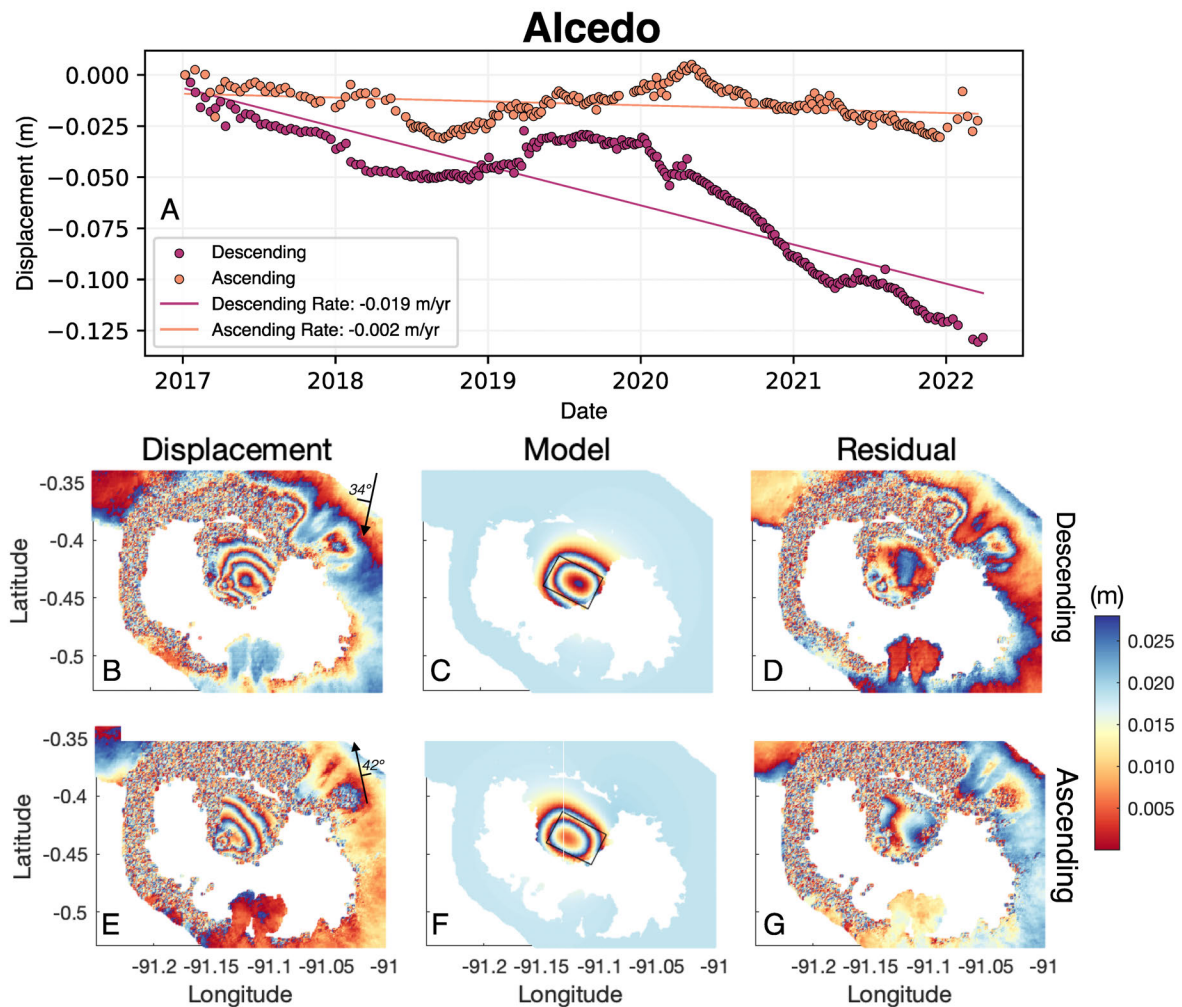 Alcedo
0.000
−0.025
−0.050
−0.075
−0.100
−0.125
Displacement (m)
A
Descending
Ascending
Descending Rate: -0.019 m/yr
Ascending Rate: -0.002 m/yr
2017 2018 2019 2020 2021 2022
Date
Displacement Model Residual
-0.35
-0.4
-0.45
-0.5
Latitude
34°
B C D
Descending
(m)
0.025
0.020
0.015
0.010
0.005
-0.35
-0.4
-0.45
-0.5
Latitude
42°
E F G
Ascending
-91.2 -91.15 -91.1 -91.05 -91 -91.2 -91.15 -91.1 -91.05 -91 -91.2 -91.15 -91.1 -91.05 -91
Longitude Longitude Longitude